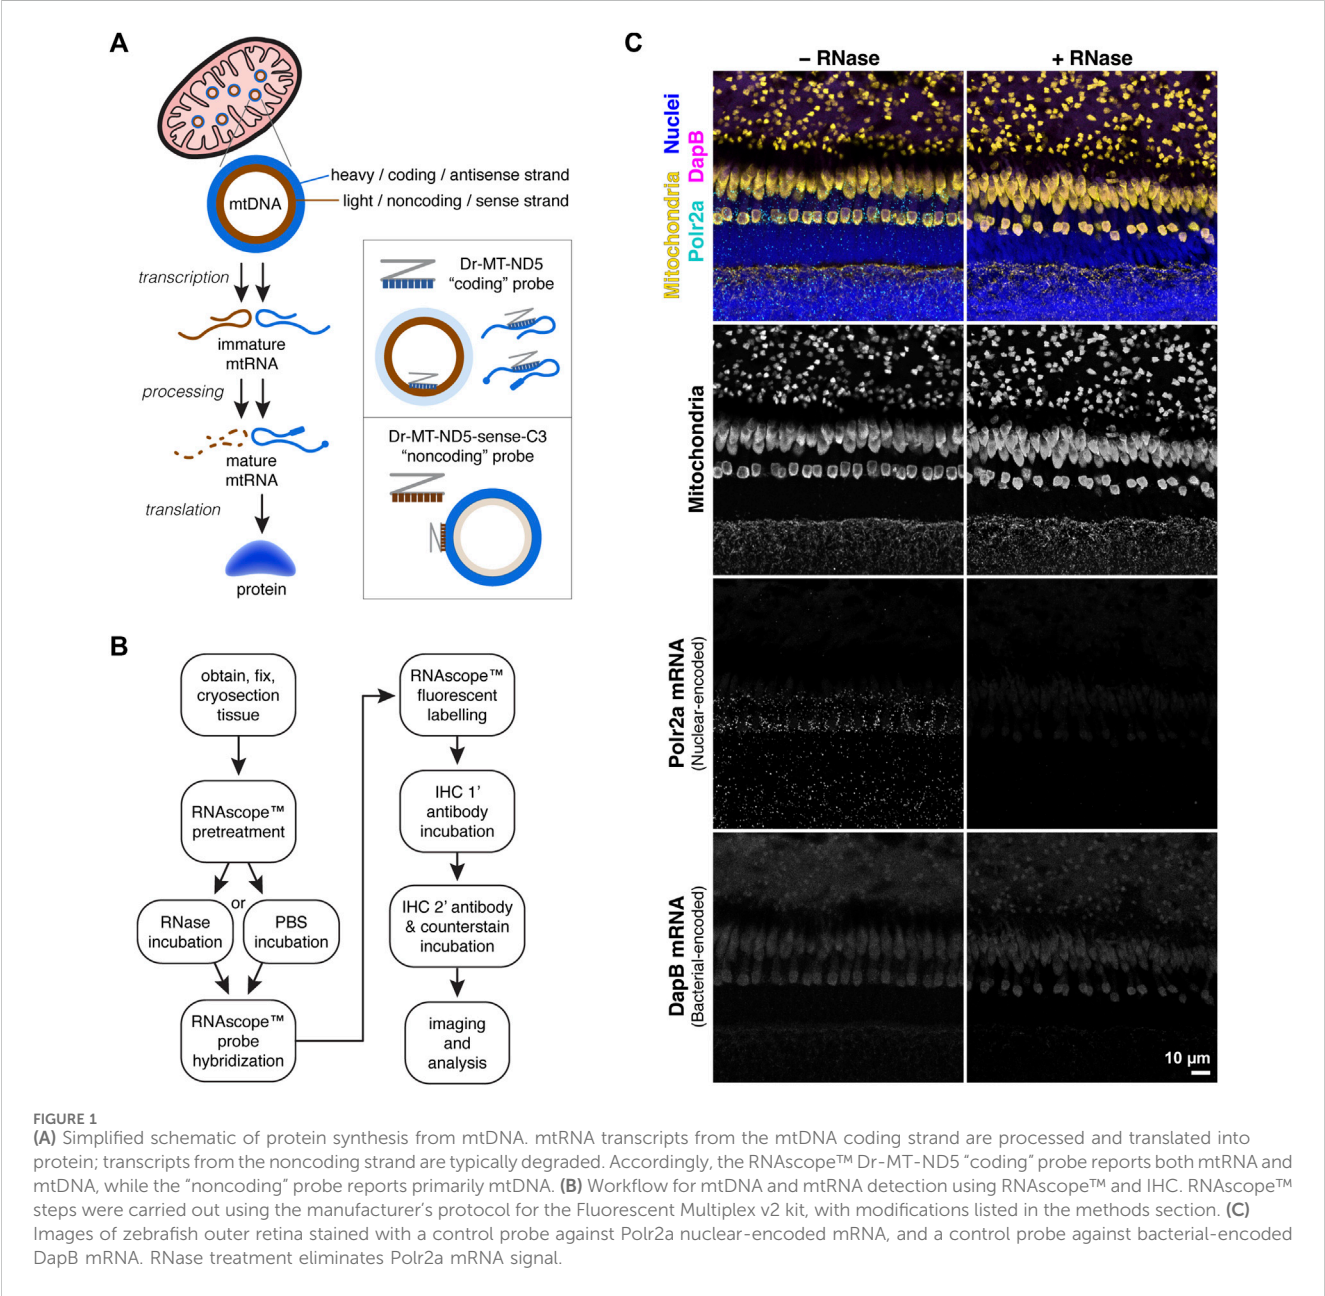 A
heavy / coding / antisense strand
light / noncoding / sense strand
mtDNA
transcription
immature
mtRNA
processing
mature
mtRNA
translation
protein
Dr-MT-ND5
“coding” probe
Dr-MT-ND5-sense-C3
“noncoding” probe
B
obtain, fix,
cryosection
tissue
RNAscope™
pretreatment
or
RNase
incubation
PBS
incubation
RNAscope™
probe
hybridization
RNAscope™
fluorescent
labelling
IHC 1’
antibody
incubation
IHC 2’ antibody
& counterstain
incubation
imaging
and
analysis
C
– RNase
+ RNase
Mitochondria Nuclei
Polr2a DapB
Mitochondria
Polr2a mRNA
(Nuclear-encoded)
DapB mRNA
(Bacterial-encoded)
10 µm
FIGURE 1
(A) Simplified schematic of protein synthesis from mtDNA. mtRNA transcripts from the mtDNA coding strand are processed and translated into
protein; transcripts from the noncoding strand are typically degraded. Accordingly, the RNAscope™ Dr-MT-ND5 “coding” probe reports both mtRNA and
mtDNA, while the “noncoding” probe reports primarily mtDNA. (B) Workflow for mtDNA and mtRNA detection using RNAscope™ and IHC. RNAscope™
steps were carried out using the manufacturer’s protocol for the Fluorescent Multiplex v2 kit, with modifications listed in the methods section. (C)
Images of zebrafish outer retina stained with a control probe against Polr2a nuclear-encoded mRNA, and a control probe against bacterial-encoded
DapB mRNA. RNase treatment eliminates Polr2a mRNA signal.